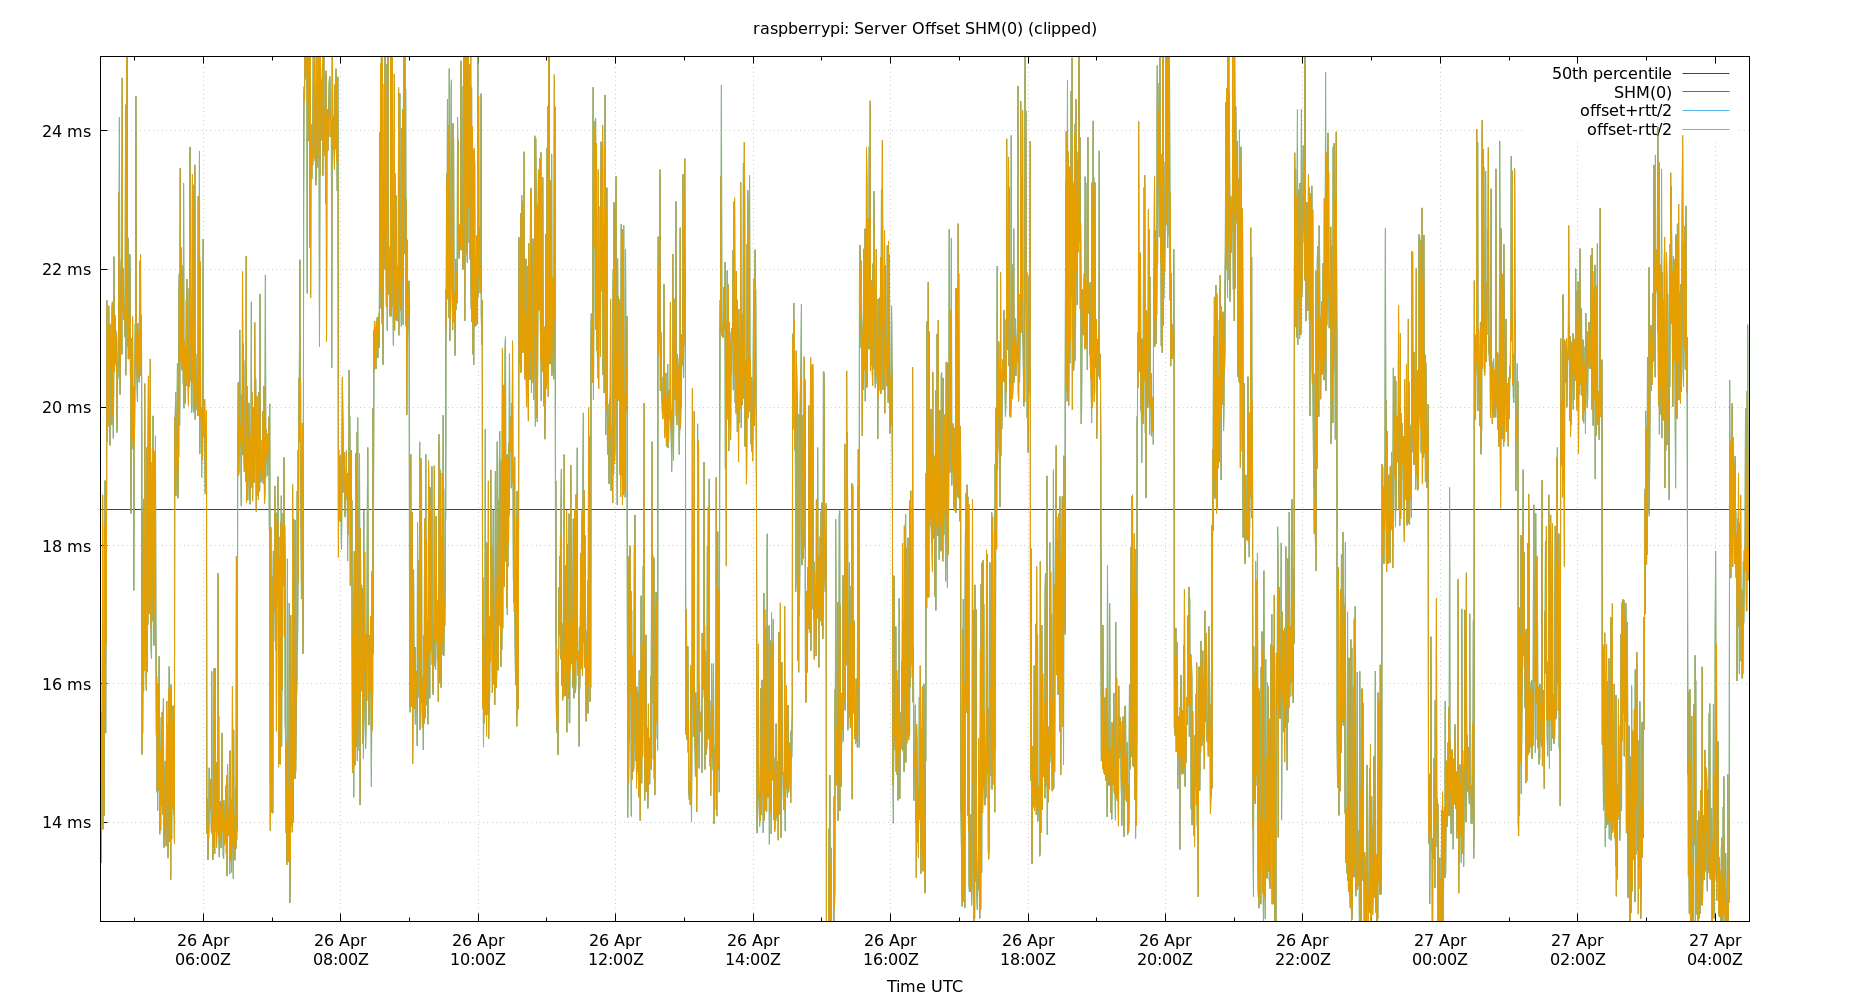 raspberrypi: Server Offset SHM(0) (clipped)
50th percentile
SHM(0)
offset+rtt/2
offset-rtt/2
24 ms
22 ms
20 ms
18 ms
16 ms
14 ms
26 Apr 26 Apr 26 Apr 26 Apr 26 Apr 26 Apr 26 Apr 26 Apr 26 Apr 27 Apr 27 Apr 27 Apr
06:00Z 08:00Z 10:00Z 12:00Z 14:00Z 16:00Z 18:00Z 20:00Z 22:00Z 00:00Z 02:00Z 04:00Z
Time UTC